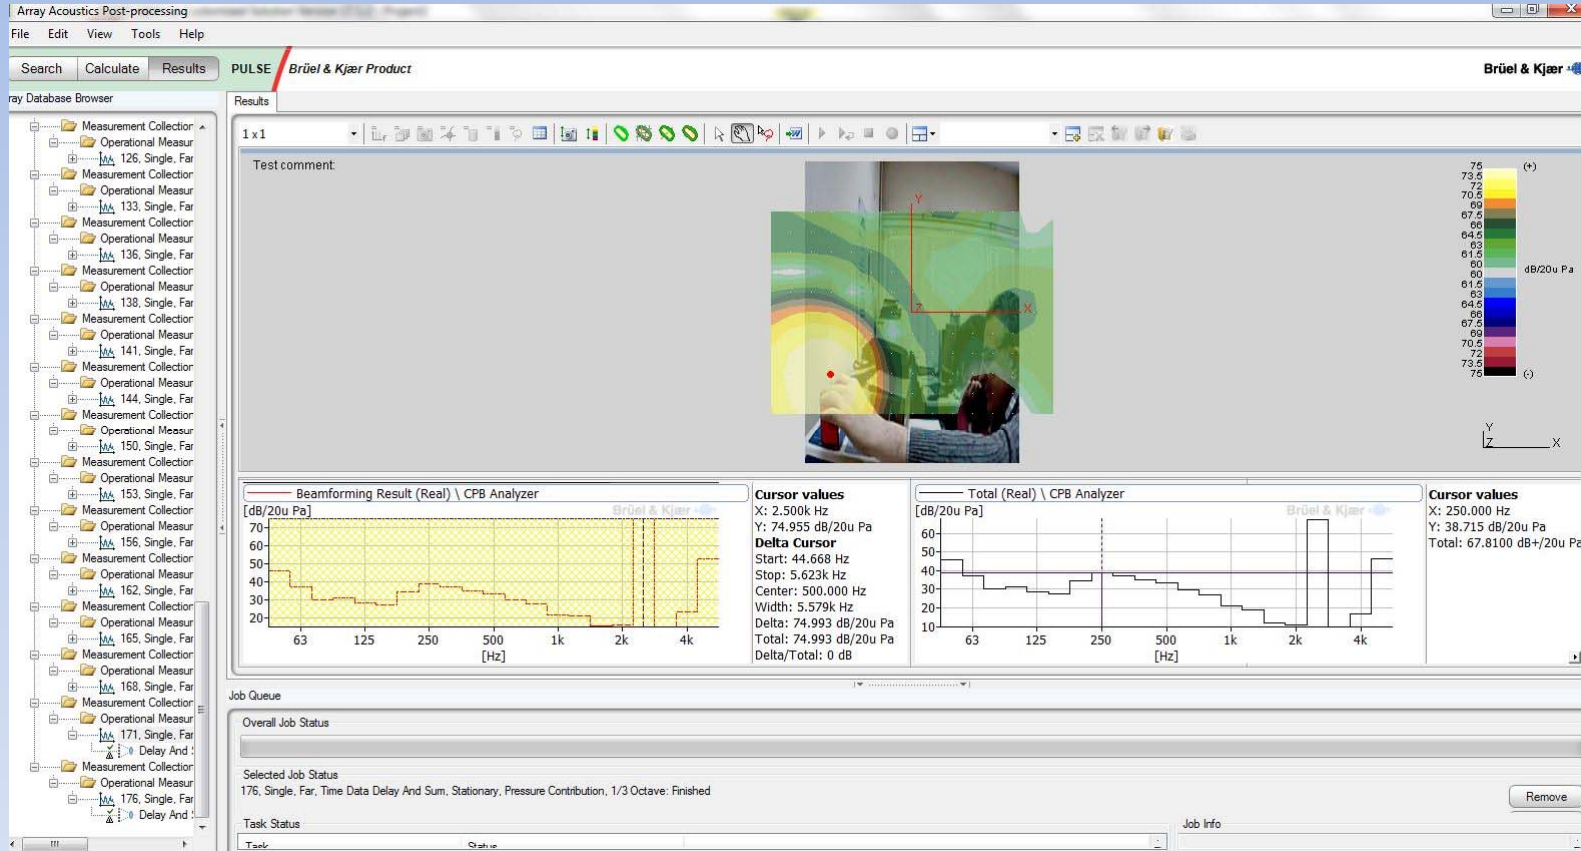 Array Acoustics Post-processing
File Edit View Tools Help
Search Calculate Results PULSE Brüel & Kjær Product Brüel & Kjær
ray Database Browser
Results
1 x 1
Measurement Collection
Operational Measur
126, Single, Far
Measurement Collection
Operational Measur
133, Single, Far
Measurement Collection
Operational Measur
136, Single, Far
Measurement Collection
Operational Measur
138, Single, Far
Measurement Collection
Operational Measur
141, Single, Far
Measurement Collection
Operational Measur
144, Single, Far
Measurement Collection
Operational Measur
150, Single, Far
Measurement Collection
Operational Measur
153, Single, Far
Measurement Collection
Operational Measur
156, Single, Far
Measurement Collection
Operational Measur
162, Single, Far
Measurement Collection
Operational Measur
165, Single, Far
Measurement Collection
Operational Measur
168, Single, Far
Measurement Collection
Operational Measur
171, Single, Far
Delay And
Measurement Collection
Operational Measur
176, Single, Far
Delay And
Test comment:
Y
Z X
75 (+)
73.5
72
70.5
69
67.5
66
64.5
63
61.5
60
60 dB/20u Pa
61.5
63
64.5
66
67.5
69
70.5
72
73.5
75 (-)
Y
Z X
Beamforming Result (Real) \ CPB Analyzer
[dB/20u Pa] Brüel & Kjær
70
60
50
40
30
20
63 125 250 500 1k 2k 4k
[Hz]
Cursor values
X: 2.500k Hz
Y: 74.955 dB/20u Pa
Delta Cursor
Start: 44.668 Hz
Stop: 5.623k Hz
Center: 500.000 Hz
Width: 5.579k Hz
Delta: 74.993 dB/20u Pa
Total: 74.993 dB/20u Pa
Delta/Total: 0 dB
Total (Real) \ CPB Analyzer
[dB/20u Pa] Brüel & Kjær
60
50
40
30
20
10
63 125 250 500 1k 2k 4k
[Hz]
Cursor values
X: 250.000 Hz
Y: 38.715 dB/20u Pa
Total: 67.8100 dB+/20u Pa
Job Queue
Overall Job Status
Selected Job Status
176, Single, Far, Time Data Delay And Sum, Stationary, Pressure Contribution, 1/3 Octave: Finished
Remove
Task Status
Job Info
Task Status